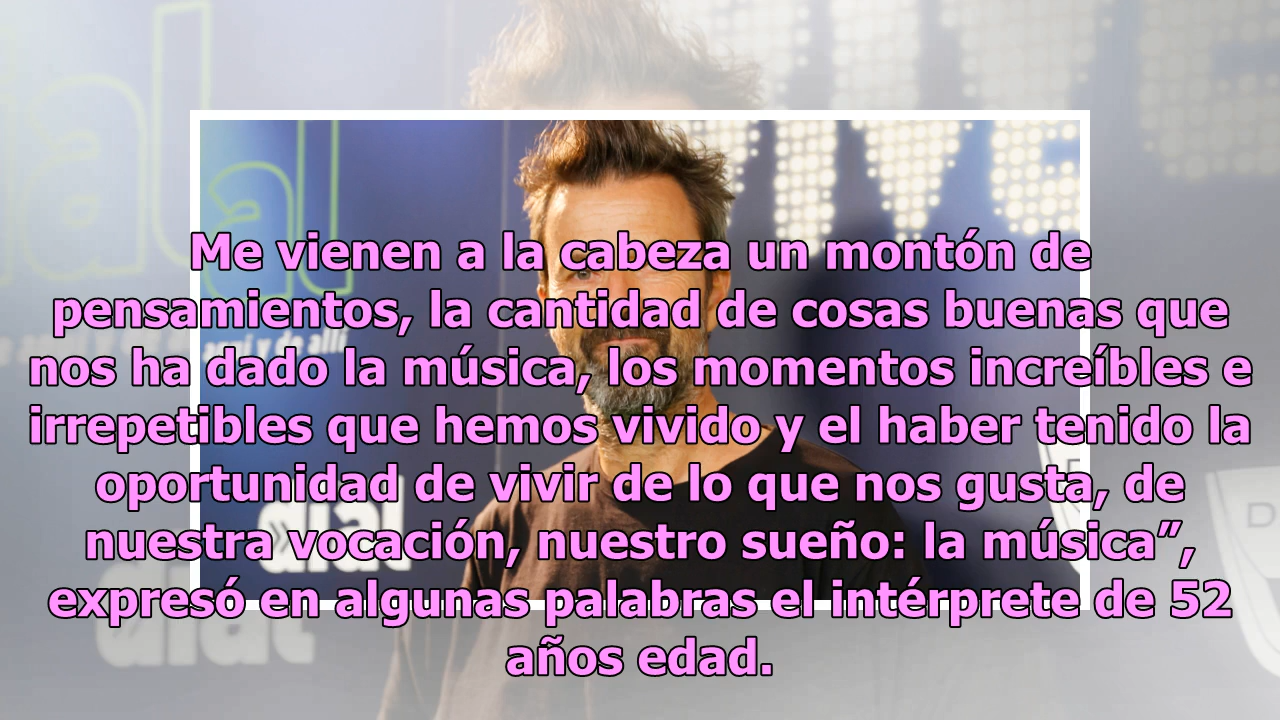 Me vienen a la cabeza un montón de
pensamientos, la cantidad de cosas buenas que
nos ha dado la música, los momentos increíbles e
irrepetibles que hemos vivido y el haber tenido la
oportunidad de vivir de lo que nos gusta, de
nuestra vocación, nuestro sueño: la música”,
expresó en algunas palabras el intérprete de 52
años edad.
dial
dial